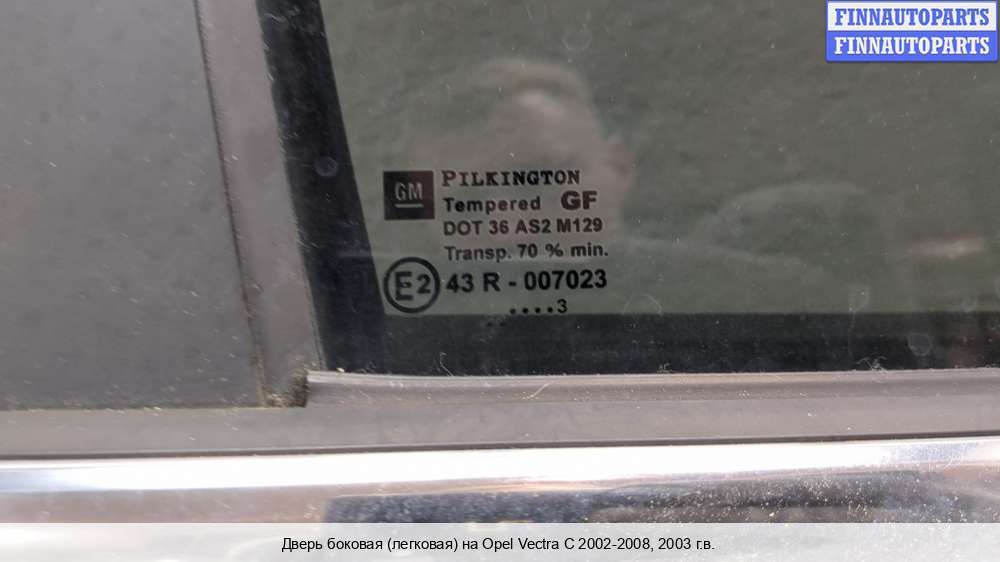 FINNAUTOPARTS
FINNAUTOPARTS
GM
PILKINGTON
Tempered GF
DOT 36 AS2 M129
Transp. 70 % min.
E2 43 R - 007023
....3
..
Дверь боковая (легковая) на Opel Vectra C 2002-2008, 2003 г.в.